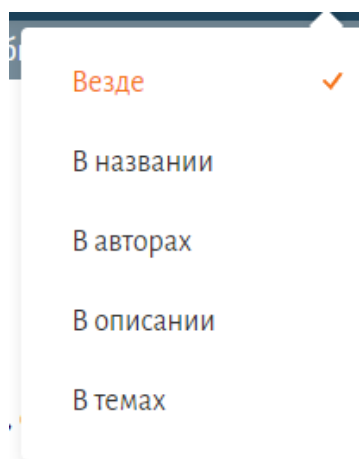 Везде
В названии
В авторах
В описании
В темах